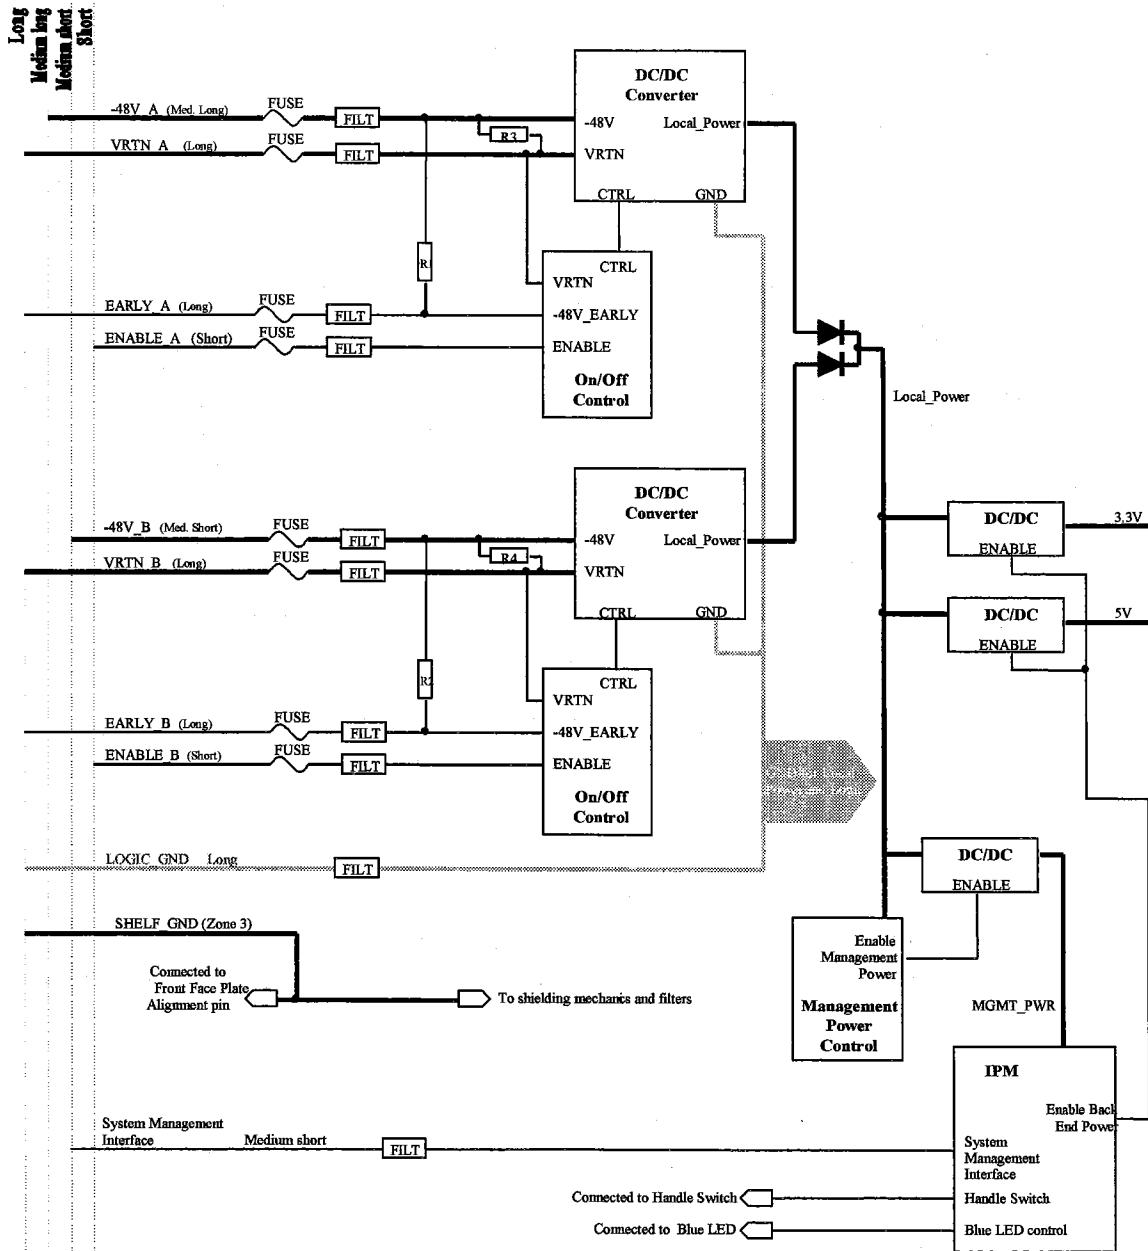 Long
Medium long
Medium short
Short
DC/DC
Converter
-48V_A (Med. Long)
FUSE
FILT
-48V
Local_Power
R3
VRTN_A (Long)
FUSE
FILT
VRTN
CTRL
GND
R1
CTRL
VRTN
EARLY_A (Long)
FUSE
FILT
-48V_EARLY
ENABLE_A (Short)
FUSE
FILT
ENABLE
On/Off
Control
Local_Power
DC/DC
Converter
-48V_B (Med. Short)
FUSE
FILT
-48V
Local_Power
R4
VRTN_B (Long)
FUSE
FILT
VRTN
CTRL
GND
DC/DC
ENABLE
3,3V
DC/DC
ENABLE
5V
R2
CTRL
VRTN
EARLY_B (Long)
FUSE
FILT
-48V_EARLY
ENABLE_B (Short)
FUSE
FILT
ENABLE
On/Off
Control
LOGIC_GND Long
FILT
DC/DC
ENABLE
SHELF_GND (Zone 3)
Connected to
Front Face Plate
Alignment pin
To shielding mechanics and filters
Enable
Management
Power
Management
Power
Control
MGMT_PWR
IPM
Enable Back
End Power
System Management
Interface
Medium short
FILT
System
Management
Interface
Connected to Handle Switch
Handle Switch
Connected to Blue LED
Blue LED control